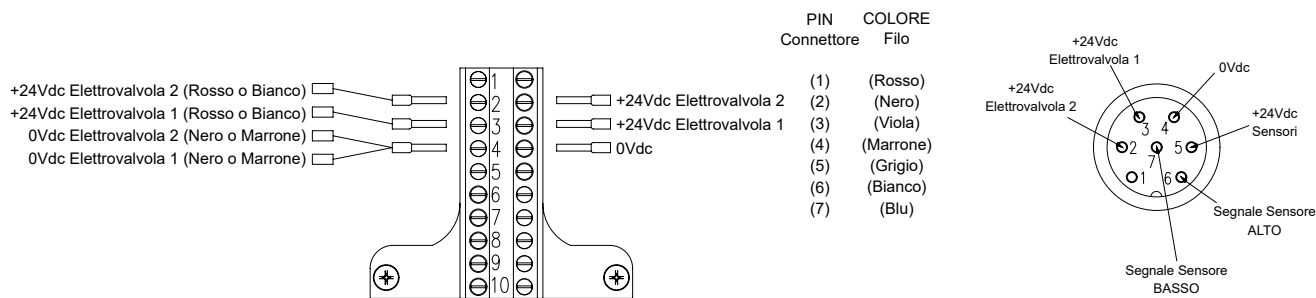 +24Vdc Elettrovalvola 2 (Rosso o Bianco)
+24Vdc Elettrovalvola 1 (Rosso o Bianco)
0Vdc Elettrovalvola 2 (Nero o Marrone)
0Vdc Elettrovalvola 1 (Nero o Marrone)
1
2
3
4
5
6
7
8
9
10
+24Vdc Elettrovalvola 2
+24Vdc Elettrovalvola 1
0Vdc
PIN COLORE
Connettore Filo
(1) (Rosso)
(2) (Nero)
(3) (Viola)
(4) (Marrone)
(5) (Grigio)
(6) (Bianco)
(7) (Blu)
+24Vdc
Elettrovalvola 1
0Vdc
+24Vdc
Elettrovalvola 2
+24Vdc
Sensori
3 4
2 5
7
1 6
Segnale Sensore
ALTO
Segnale Sensore
BASSO